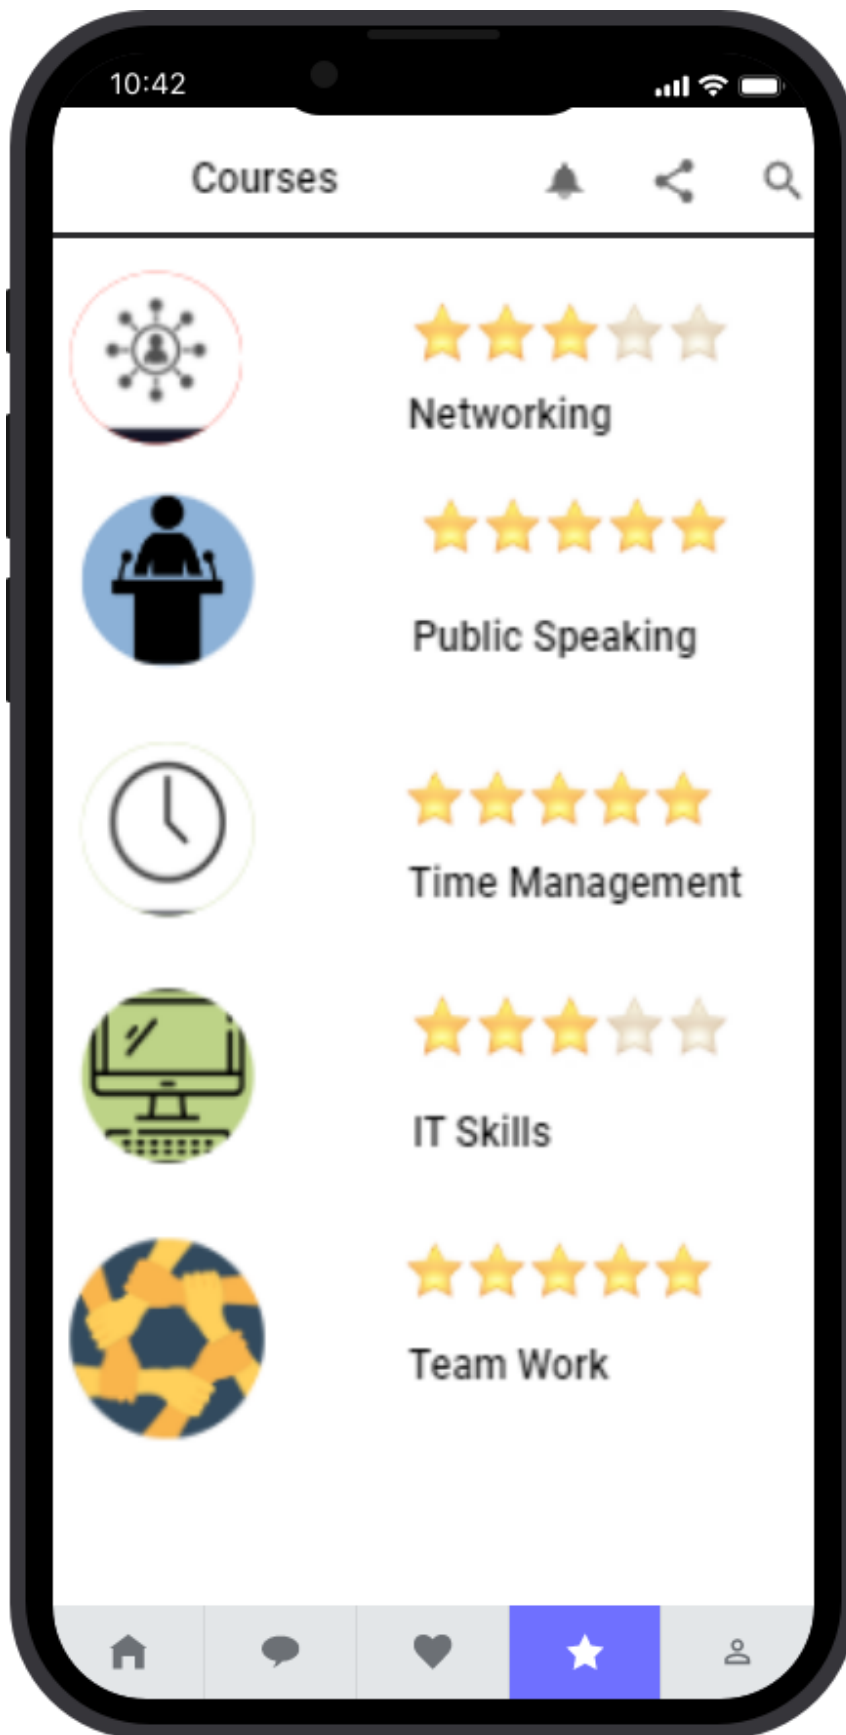 10:42
Courses
Networking
Public Speaking
Time Management
IT Skills
Team Work